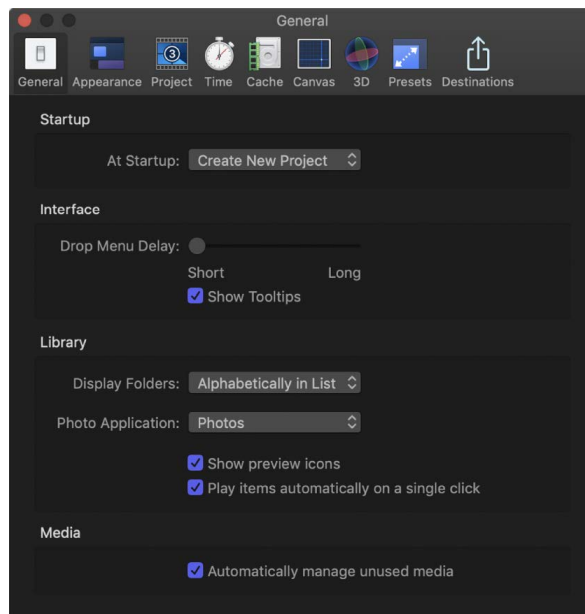 General
3
General Appearance Project Time Cache Canvas 3D Presets Destinations
Startup
At Startup: Create New Project
Interface
Drop Menu Delay:
Short Long
Show Tooltips
Library
Display Folders: Alphabetically in List
Photo Application: Photos
Show preview icons
Play items automatically on a single click
Media
Automatically manage unused media